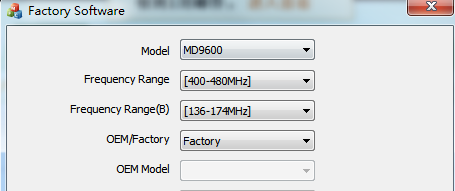 Factory Software
Model MD9600
Frequency Range [400-480MHz]
Frequency Range(B) [136-174MHz]
OEM/Factory Factory
OEM Model